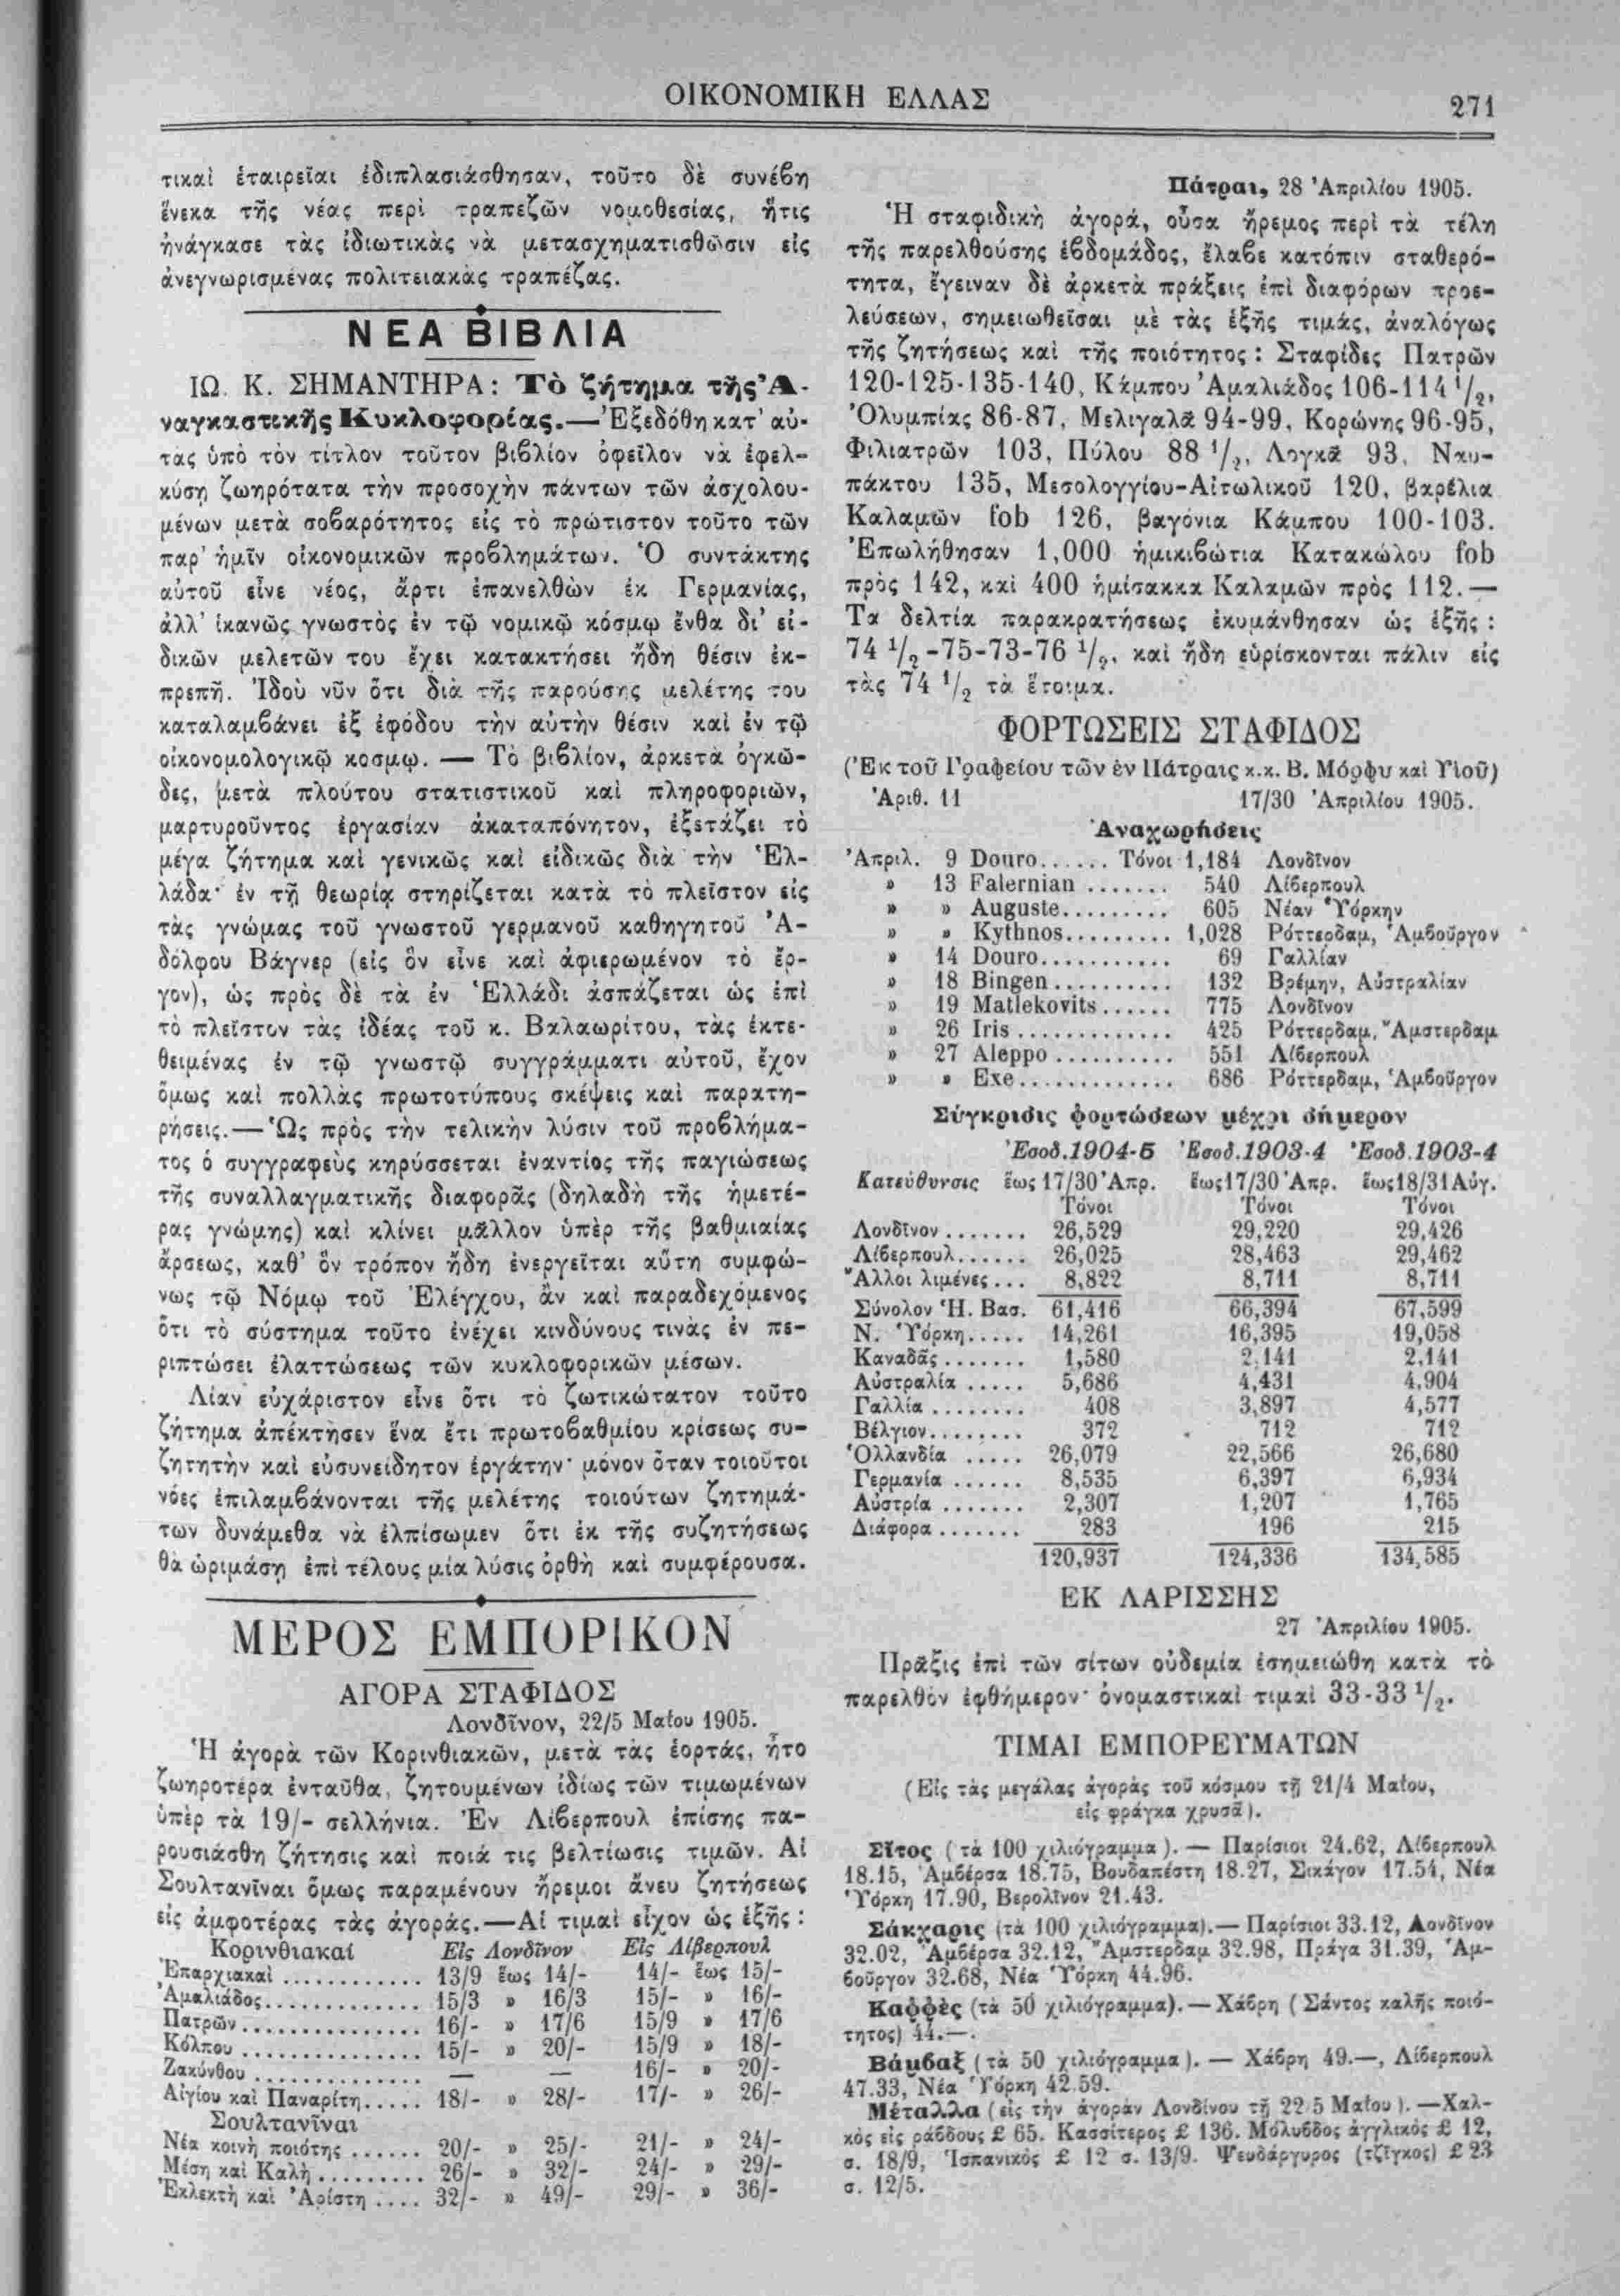 ΟΙΚΟΝΟΜΙΚΗ ΕΛΛΑΣ
271
τικαὶ ἑταιρεῖαι ἐδιπλασιάσθησαν, τοῦτο δὲ συνέβη
ἕνεκα τῆς νέας περὶ τραπεζῶν νομοθεσίας, ἥτις
ἠνάγκασε τὰς ἰδιωτικὰς νὰ μετασχηματισθῶσιν εἰς
ἀνεγνωρισμένας πολιτειακὰς τραπέζας.
ΝΕΑ ΒΙΒΛΙΑ
ΙΩ. Κ. ΣΗΜΑΝΤΗΡΑ: Τὸ ζήτημα τῆς Ἀ-
ναγκαστικῆς Κυκλοφορίας.—Ἐξεδόθη κατ' αὐ-
τὰς ὑπὸ τὸν τίτλον τοῦτον βιβλίον ὀφεῖλον νὰ ἐφελ-
κύσῃ ζωηρότατα τὴν προσοχὴν πάντων τῶν ἀσχολου-
μένων μετὰ σοβαρότητος εἰς τὸ πρώτιστον τοῦτο τῶν
παρ' ἡμῖν οἰκονομικῶν προβλημάτων. Ὁ συντάκτης
αὐτοῦ εἶνε νέος, ἄρτι ἐπανελθὼν ἐκ Γερμανίας,
ἀλλ' ἱκανῶς γνωστὸς ἐν τῷ νομικῷ κόσμῳ ἔνθα δι' εἰ-
δικῶν μελετῶν του ἔχει κατακτήσει ἤδη θέσιν ἐκ-
πρεπῆ. Ἰδοὺ νῦν ὅτι διὰ τῆς παρούσης μελέτης του
καταλαμβάνει ἐξ ἐφόδου τὴν αὐτὴν θέσιν καὶ ἐν τῷ
οἰκονομολογικῷ κοσμῳ. — Τὸ βιβλίον, ἀρκετὰ ὀγκῶ-
δες, μετὰ πλούτου στατιστικοῦ καὶ πληροφοριῶν,
μαρτυροῦντος ἐργασίαν ἀκαταπόνητον, ἐξετάζει τὸ
μέγα ζήτημα καὶ γενικῶς καὶ εἰδικῶς διὰ τὴν Ἑλ-
λάδα· ἐν τῇ θεωρίᾳ στηρίζεται κατὰ τὸ πλεῖστον εἰς
τὰς γνώμας τοῦ γνωστοῦ γερμανοῦ καθηγητοῦ Ἀ-
δόλφου Βάγνερ (εἰς ὃν εἶνε καὶ ἀφιερωμένον τὸ ἔρ-
γον), ὡς πρὸς δὲ τὰ ἐν Ἑλλάδι ἀσπάζεται ὡς ἐπὶ
τὸ πλεῖστον τὰς ἰδέας τοῦ κ. Βαλαωρίτου, τὰς ἐκτε-
θειμένας ἐν τῷ γνωστῷ συγγράμματι αὐτοῦ, ἔχον
ὅμως καὶ πολλὰς πρωτοτύπους σκέψεις καὶ παρατη-
ρήσεις.—Ὡς πρὸς τὴν τελικὴν λύσιν τοῦ προβλήμα-
τος ὁ συγγραφεὺς κηρύσσεται ἐναντίος τῆς παγιώσεως
τῆς συναλλαγματικῆς διαφορᾶς (δηλαδὴ τῆς ἡμετέ-
ρας γνώμης) καὶ κλίνει μᾶλλον ὑπὲρ τῆς βαθμιαίας
ἄρσεως, καθ' ὃν τρόπον ἤδη ἐνεργεῖται αὕτη συμφώ-
νως τῷ Νόμῳ τοῦ Ἐλέγχου, ἂν καὶ παραδεχόμενος
ὅτι τὸ σύστημα τοῦτο ἐνέχει κινδύνους τινὰς ἐν πε-
ριπτώσει ἐλαττώσεως τῶν κυκλοφορικῶν μέσων.
Λίαν εὐχάριστον εἶνε ὅτι τὸ ζωτικώτατον τοῦτο
ζήτημα ἀπέκτησεν ἕνα ἔτι πρωτοβαθμίου κρίσεως συ-
ζητητὴν καὶ εὐσυνείδητον ἐργάτην· μόνον ὅταν τοιοῦτοι
νόες ἐπιλαμβάνονται τῆς μελέτης τοιούτων ζητημά-
των δυνάμεθα νὰ ἐλπίσωμεν ὅτι ἐκ τῆς συζητήσεως
θὰ ὡριμάσῃ ἐπὶ τέλους μία λύσις ὀρθὴ καὶ συμφέρουσα.
ΜΕΡΟΣ ΕΜΠΟΡΙΚΟΝ
ΑΓΟΡΑ ΣΤΑΦΙΔΟΣ
Λονδῖνον, 22/5 Μαΐου 1905.
Ἡ ἀγορὰ τῶν Κορινθιακῶν, μετὰ τὰς ἑορτάς, ἦτο
ζωηροτέρα ἐνταῦθα, ζητουμένων ἰδίως τῶν τιμωμένων
ὑπὲρ τὰ 19/- σελλήνια. Ἐν Λίβερπουλ ἐπίσης πα-
ρουσιάσθη ζήτησις καὶ ποιά τις βελτίωσις τιμῶν. Αἱ
Σουλτανῖναι ὅμως παραμένουν ἤρεμοι ἄνευ ζητήσεως
εἰς ἀμφοτέρας τὰς ἀγοράς.—Αἱ τιμαὶ εἶχον ὡς ἑξῆς:
Κορινθιακαί Εἰς Λονδῖνον Εἰς Λίβερπουλ
Ἐπαρχιακαὶ ............ 13/9 ἕως 14/- 14/- ἕως 15/-
Ἀμαλιάδος.............. 15/3 » 16/3 15/- » 16/-
Πατρῶν ................ 16/- » 17/6 15/9 » 17/6
Κόλπου ................ 15/- » 20/- 15/9 » 18/-
Ζακύνθου .............. — — 16/- » 20/-
Αἰγίου καὶ Παναρίτη..... 18/- » 28/- 17/- » 26/-
Σουλτανῖναι
Νέα κοινὴ ποιότης ...... 20/- » 25/- 21/- » 24/-
Μέση καὶ Καλὴ ......... 26/- » 32/- 24/- » 29/-
Ἐκλεκτὴ καὶ Ἀρίστη .... 32/- » 49/- 29/- » 36/-
Πάτραι, 28 Ἀπριλίου 1905.
Ἡ σταφιδικὴ ἀγορά, οὖσα ἤρεμος περὶ τὰ τέλη
τῆς παρελθούσης ἑβδομάδος, ἔλαβε κατόπιν σταθερό-
τητα, ἔγειναν δὲ ἀρκετὰ πράξεις ἐπὶ διαφόρων προε-
λεύσεων, σημειωθεῖσαι μὲ τὰς ἑξῆς τιμάς, ἀναλόγως
τῆς ζητήσεως καὶ τῆς ποιότητος: Σταφίδες Πατρῶν
120-125-135-140, Κάμπου Ἀμαλιάδος 106-114 1/2,
Ὀλυμπίας 86-87, Μελιγαλᾶ 94-99, Κορώνης 96-95,
Φιλιατρῶν 103, Πύλου 88 1/2, Λογκᾶ 93, Ναυ-
πάκτου 135, Μεσολογγίου-Αἰτωλικοῦ 120, βαρέλια
Καλαμῶν fob 126, βαγόνια Κάμπου 100-103.
Ἐπωλήθησαν 1,000 ἡμικιβώτια Κατακώλου fob
πρὸς 142, καὶ 400 ἡμίσακκα Καλαμῶν πρὸς 112.—
Τα δελτία παρακρατήσεως ἐκυμάνθησαν ὡς ἑξῆς:
74 1/2-75-73-76 1/2, καὶ ἤδη εὑρίσκονται πάλιν εἰς
τὰς 74 1/2 τὰ ἕτοιμα.
ΦΟΡΤΩΣΕΙΣ ΣΤΑΦΙΔΟΣ
(Ἐκ τοῦ Γραφείου τῶν ἐν Πάτραις κ.κ. Β. Μόρφυ καὶ Υἱοῦ)
Ἀριθ. 11 17/30 Ἀπριλίου 1905.
Ἀναχωρήσεις
Ἀπριλ. 9 Douro...... Τόνοι 1,184 Λονδῖνον
» 13 Falernian ....... 540 Λίβερπουλ
» » Auguste......... 605 Νέαν Ὑόρκην
» » Kythnos.......... 1,028 Ρόττερδαμ, Ἀμβοῦργον
» 14 Douro........... 69 Γαλλίαν
» 18 Bingen .......... 132 Βρέμην, Αὐστραλίαν
» 19 Matlekovits ...... 775 Λονδῖνον
» 26 Iris ............. 425 Ρόττερδαμ, Ἄμστερδαμ
» 27 Aleppo .......... 551 Λίβερπουλ
» » Exe............. 686 Ρόττερδαμ, Ἀμβοῦργον
Σύγκρισις φορτώσεων μέχρι σήμερον
Ἐσοδ.1904-5 Ἐσοδ.1903-4 Ἐσοδ.1903-4
Κατεύθυνσις ἕως 17/30 Ἀπρ. ἕως 17/30 Ἀπρ. ἕως 18/31 Αὐγ.
Τόνοι Τόνοι Τόνοι
Λονδῖνον ....... 26,529 29,220 29,426
Λίβερπουλ...... 26,025 28,463 29,462
Ἄλλοι λιμένες... 8,822 8,711 8,711
Σύνολον Ἡ. Βασ. 61,416 66,394 67,599
Ν. Ὑόρκη..... 14,261 16,395 19,058
Καναδᾶς ....... 1,580 2,141 2,141
Αὐστραλία ..... 5,686 4,431 4,904
Γαλλία ........ 408 3,897 4,577
Βέλγιον........ 372 712 712
Ὁλλανδία ..... 26,079 22,566 26,680
Γερμανία ...... 8,535 6,397 6,934
Αὐστρία ....... 2,307 1,207 1,765
Διάφορα ....... 283 196 215
120,937 124,336 134,585
ΕΚ ΛΑΡΙΣΣΗΣ
27 Ἀπριλίου 1905.
Πρᾶξις ἐπὶ τῶν σίτων οὐδεμία ἐσημειώθη κατὰ τὸ
παρελθὸν ἑφθήμερον· ὀνομαστικαὶ τιμαὶ 33-33 1/2.
ΤΙΜΑΙ ΕΜΠΟΡΕΥΜΑΤΩΝ
(Εἰς τὰς μεγάλας ἀγορὰς τοῦ κόσμου τῇ 21/4 Μαΐου,
εἰς φράγκα χρυσᾶ).
Σῖτος (τὰ 100 χιλιόγραμμα). — Παρίσιοι 24.62, Λίβερπουλ
18.15, Ἀμβέρσα 18.75, Βουδαπέστη 18.27, Σικάγον 17.54, Νέα
Ὑόρκη 17.90, Βερολῖνον 21.43.
Σάκχαρις (τὰ 100 χιλιόγραμμα).— Παρίσιοι 33.12, Λονδῖνον
32.02, Ἀμβέρσα 32.12, Ἄμστερδαμ 32.98, Πράγα 31.39, Ἁμ-
βοῦργον 32.68, Νέα Ὑόρκη 44.96.
Καφφὲς (τὰ 50 χιλιόγραμμα).—Χάβρη (Σάντος καλῆς ποιό-
τητος) 44.—.
Βάμβαξ (τὰ 50 χιλιόγραμμα). — Χάβρη 49.—, Λίβερπουλ
47.33, Νέα Ὑόρκη 42.59.
Μέταλλα (εἰς τὴν ἀγορὰν Λονδίνου τῇ 22 5 Μαΐου).—Χαλ-
κὸς εἰς ράβδους £ 65. Κασσίτερος £ 136. Μόλυβδος ἀγγλικὸς £ 12,
σ. 18/9, Ἱσπανικὸς £ 12 σ. 13/9. Ψευδάργυρος (τζίγκος) £ 23
σ. 12/5.